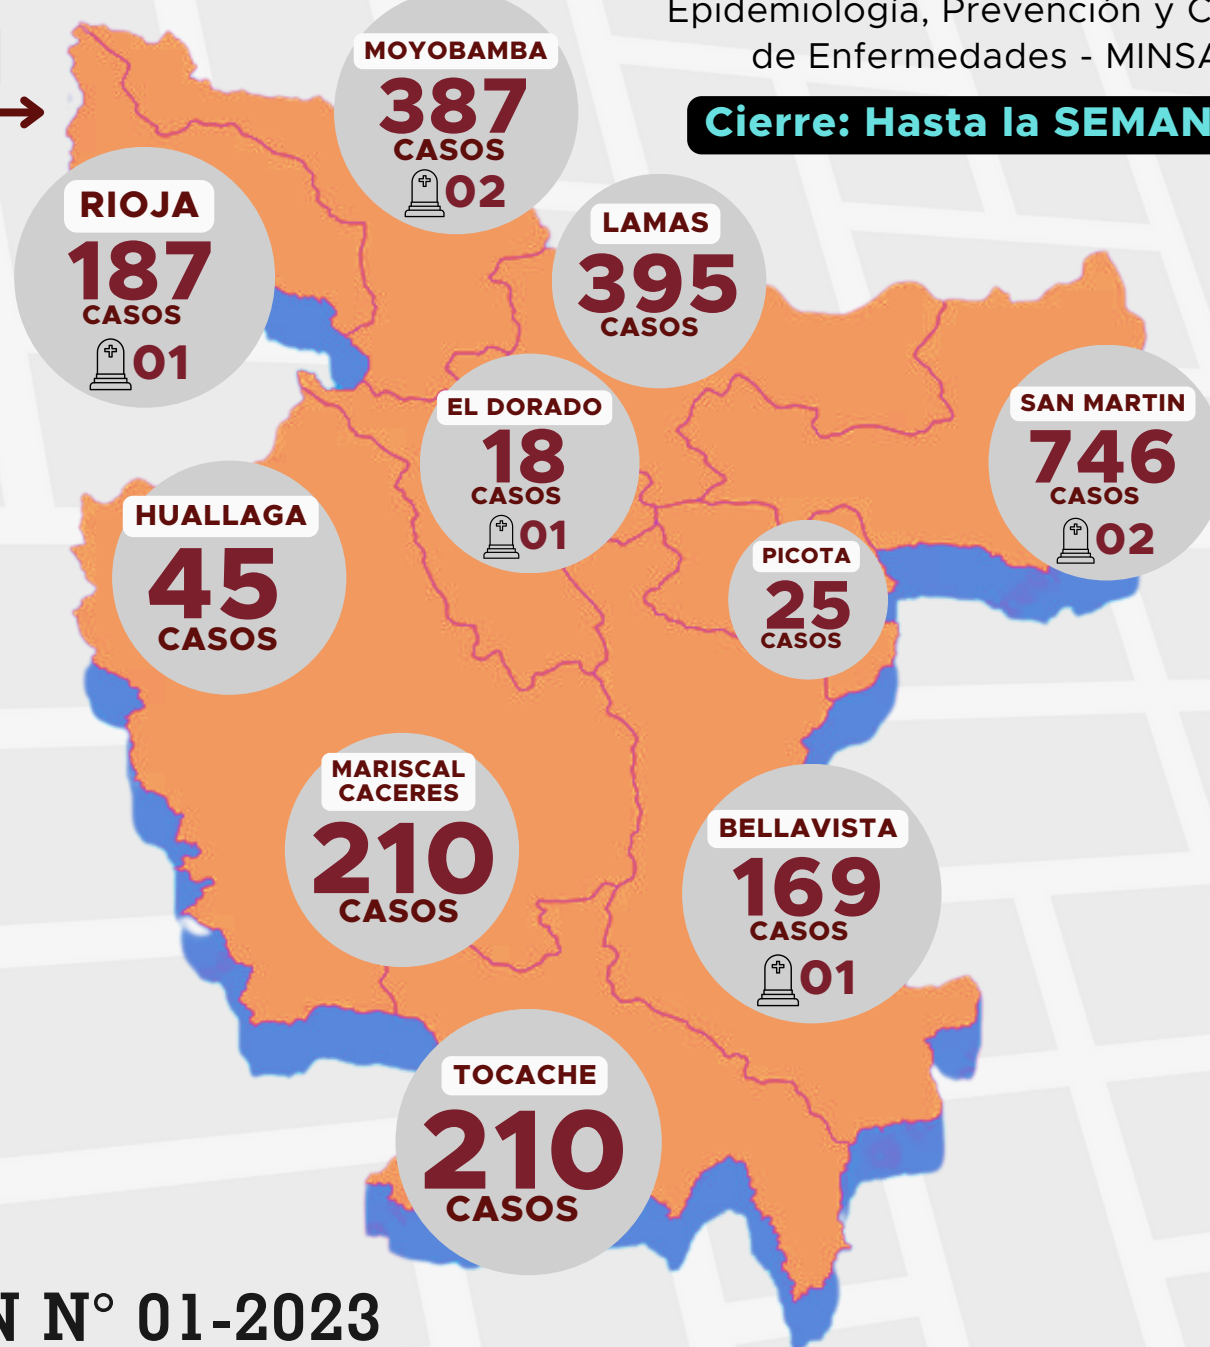 Epidemiología, Prevención y C
de Enfermedades - MINSA
Cierre: Hasta la SEMAN
MOYOBAMBA
387
CASOS
02
RIOJA
187
CASOS
01
LAMAS
395
CASOS
EL DORADO
18
CASOS
01
SAN MARTIN
746
CASOS
02
HUALLAGA
45
CASOS
PICOTA
25
CASOS
MARISCAL
CACERES
210
CASOS
BELLAVISTA
169
CASOS
01
TOCACHE
210
CASOS
N N° 01-2023